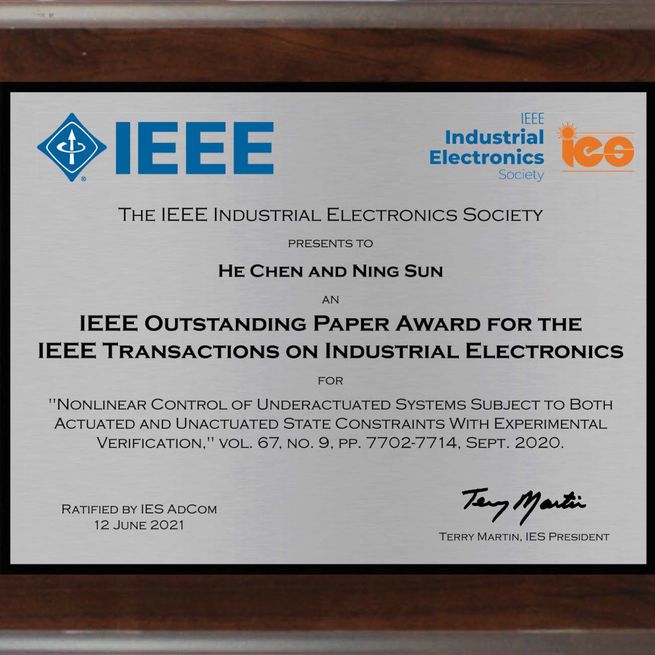 IEEE
IEEE
Industrial
Electronics
Society
ies
THE IEEE INDUSTRIAL ELECTRONICS SOCIETY
PRESENTS TO
HE CHEN AND NING SUN
AN
IEEE OUTSTANDING PAPER AWARD FOR THE
IEEE TRANSACTIONS ON INDUSTRIAL ELECTRONICS
FOR
"NONLINEAR CONTROL OF UNDERACTUATED SYSTEMS SUBJECT TO BOTH
ACTUATED AND UNACTUATED STATE CONSTRAINTS WITH EXPERIMENTAL
VERIFICATION," VOL. 67, NO. 9, PP. 7702-7714, SEPT. 2020.
RATIFIED BY IES ADCOM
12 JUNE 2021
Terry Martin
TERRY MARTIN, IES PRESIDENT